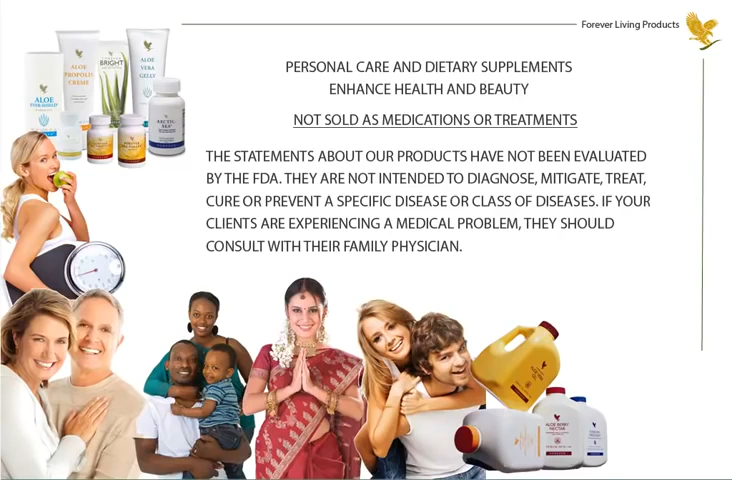 Forever Living Products
PERSONAL CARE AND DIETARY SUPPLEMENTS
ENHANCE HEALTH AND BEAUTY
NOT SOLD AS MEDICATIONS OR TREATMENTS
THE STATEMENTS ABOUT OUR PRODUCTS HAVE NOT BEEN EVALUATED
BY THE FDA. THEY ARE NOT INTENDED TO DIAGNOSE, MITIGATE, TREAT,
CURE OR PREVENT A SPECIFIC DISEASE OR CLASS OF DISEASES. IF YOUR
CLIENTS ARE EXPERIENCING A MEDICAL PROBLEM, THEY SHOULD
CONSULT WITH THEIR FAMILY PHYSICIAN.
ALOE
PROPOLIS
CREME
BRIGHT
ALOE
VERA
GELLY
ALOE
EVER-SHIELD
ARCTIC-
SEA
ALOE BERRY
NECTAR